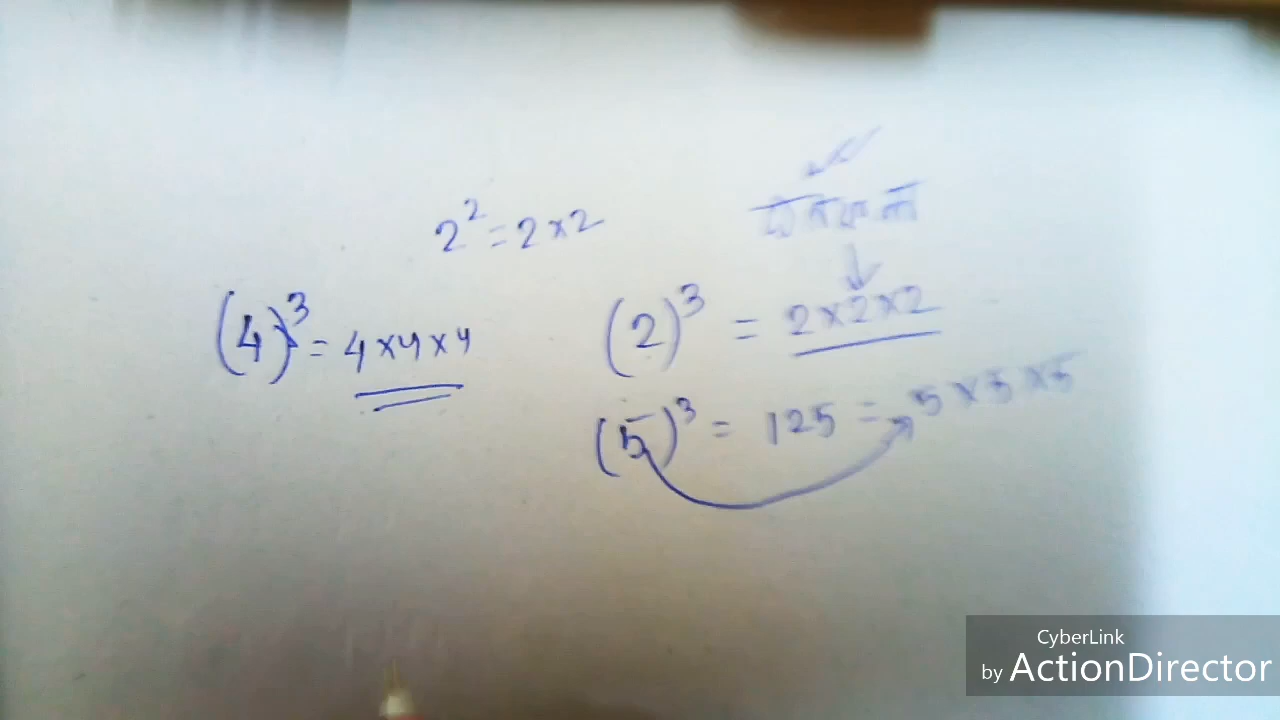 2² = 2×2
(4)³ = 4×4×4
(2)³ = 2×2×2
(5)³ = 125 = 5×5×5
CyberLink
by ActionDirector